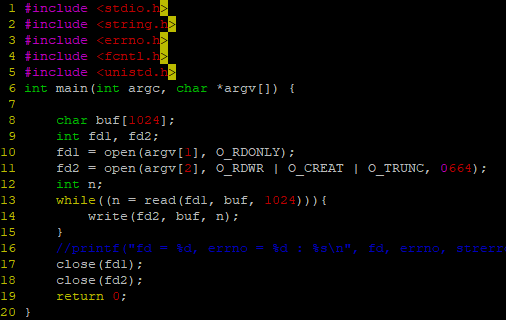 1 #include <stdio.h>
2 #include <string.h>
3 #include <errno.h>
4 #include <fcntl.h>
5 #include <unistd.h>
6 int main(int argc, char *argv[]) {
7
8     char buf[1024];
9     int fd1, fd2;
10     fd1 = open(argv[1], O_RDONLY);
11     fd2 = open(argv[2], O_RDWR | O_CREAT | O_TRUNC, 0664);
12     int n;
13     while((n = read(fd1, buf, 1024))){
14         write(fd2, buf, n);
15     }
16     //printf("fd = %d, errno = %d : %s\n", fd, errno, strerr
17     close(fd1);
18     close(fd2);
19     return 0;
20 }